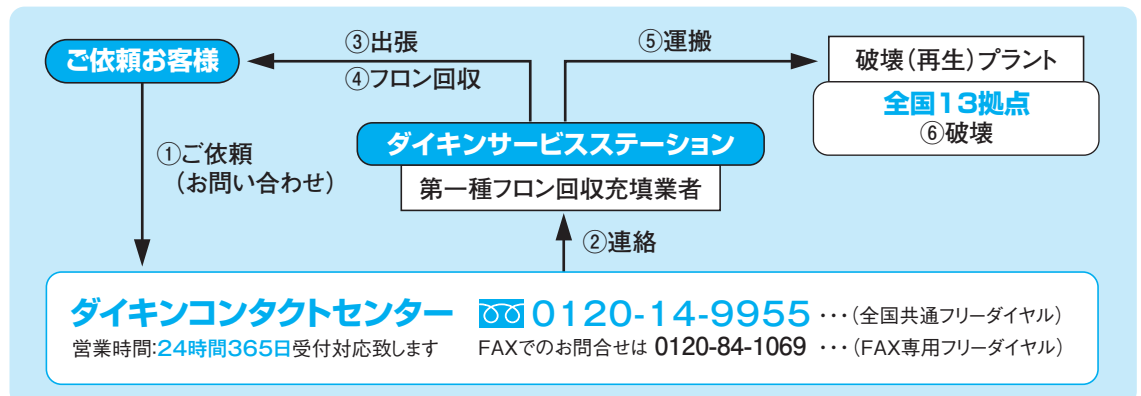 ご依頼お客様
③出張
④フロン回収
⑤運搬
破壊(再生)プラント
全国13拠点
⑥破壊
①ご依頼
(お問い合わせ)
ダイキンサービスステーション
第一種フロン回収充填業者
②連絡
ダイキンコンタクトセンター
営業時間:24時間365日受付対応致します
0120-14-9955 ･･･(全国共通フリーダイヤル)
FAXでのお問合せは 0120-84-1069 ･･･(FAX専用フリーダイヤル)